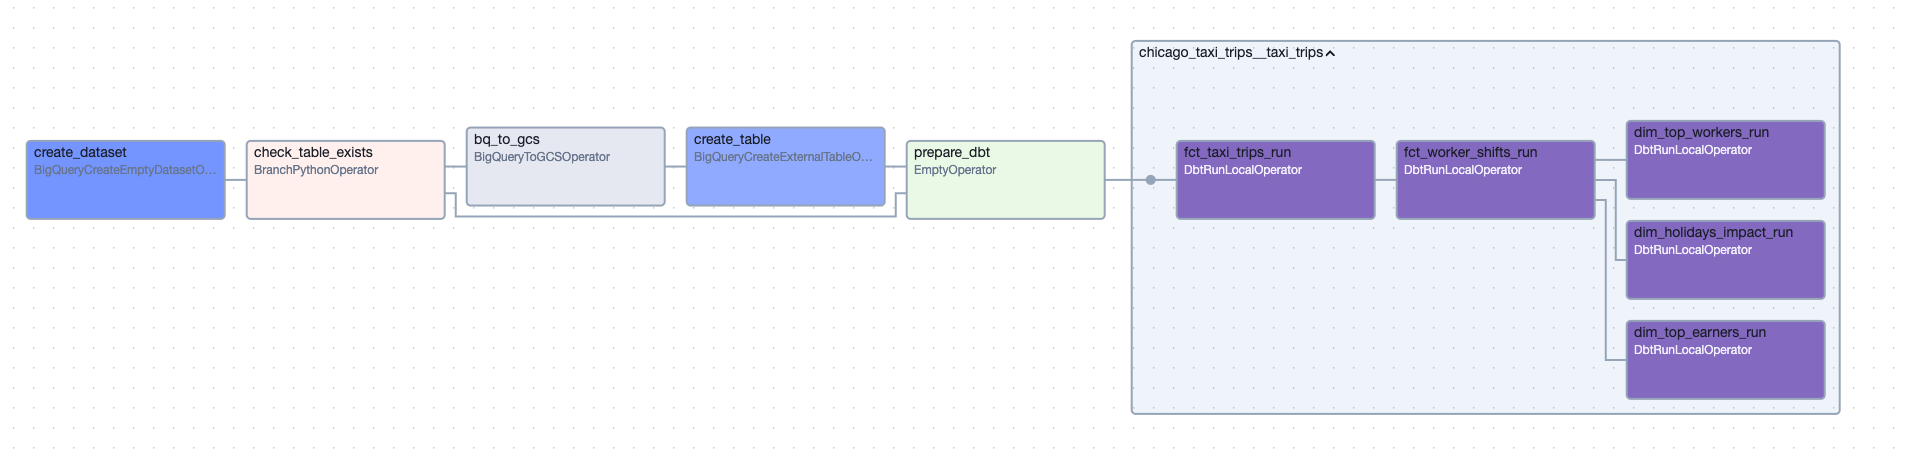 chicago_taxi_trips__taxi_trips
create_dataset
BigQueryCreateEmptyDatasetO...
check_table_exists
BranchPythonOperator
bq_to_gcs
BigQueryToGCSOperator
create_table
BigQueryCreateExternalTableO...
prepare_dbt
EmptyOperator
fct_taxi_trips_run
DbtRunLocalOperator
fct_worker_shifts_run
DbtRunLocalOperator
dim_top_workers_run
DbtRunLocalOperator
dim_holidays_impact_run
DbtRunLocalOperator
dim_top_earners_run
DbtRunLocalOperator